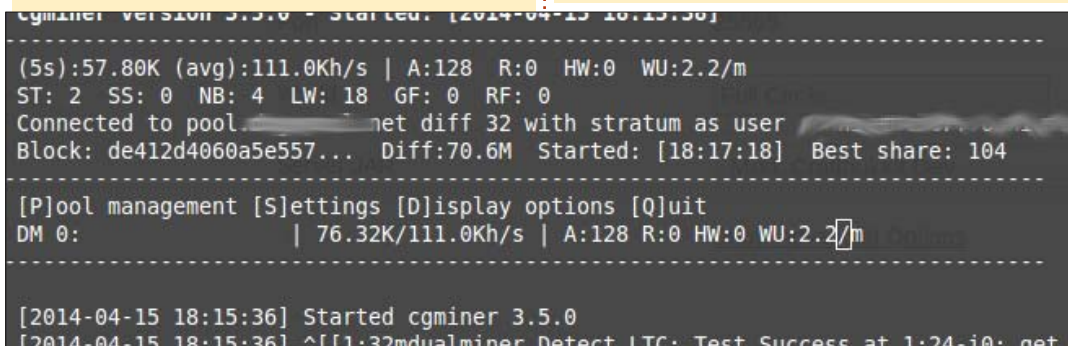 cgminer version 3.5.0 - Started: [2014-04-15 18:15:36]
(5s):57.80K (avg):111.0Kh/s | A:128 R:0 HW:0 WU:2.2/m
ST: 2 SS: 0 NB: 4 LW: 18 GF: 0 RF: 0
Connected to pool. net diff 32 with stratum as user
Block: de412d4060a5e557... Diff:70.6M Started: [18:17:18] Best share: 104
[P]ool management [S]ettings [D]isplay options [Q]uit
DM 0: | 76.32K/111.0Kh/s | A:128 R:0 HW:0 WU:2.2/m
[2014-04-15 18:15:36] Started cgminer 3.5.0
[2014-04-15 18:15:36] ^[[1;32mdualminer Detect LTC: Test Success at 1:24-i0; get